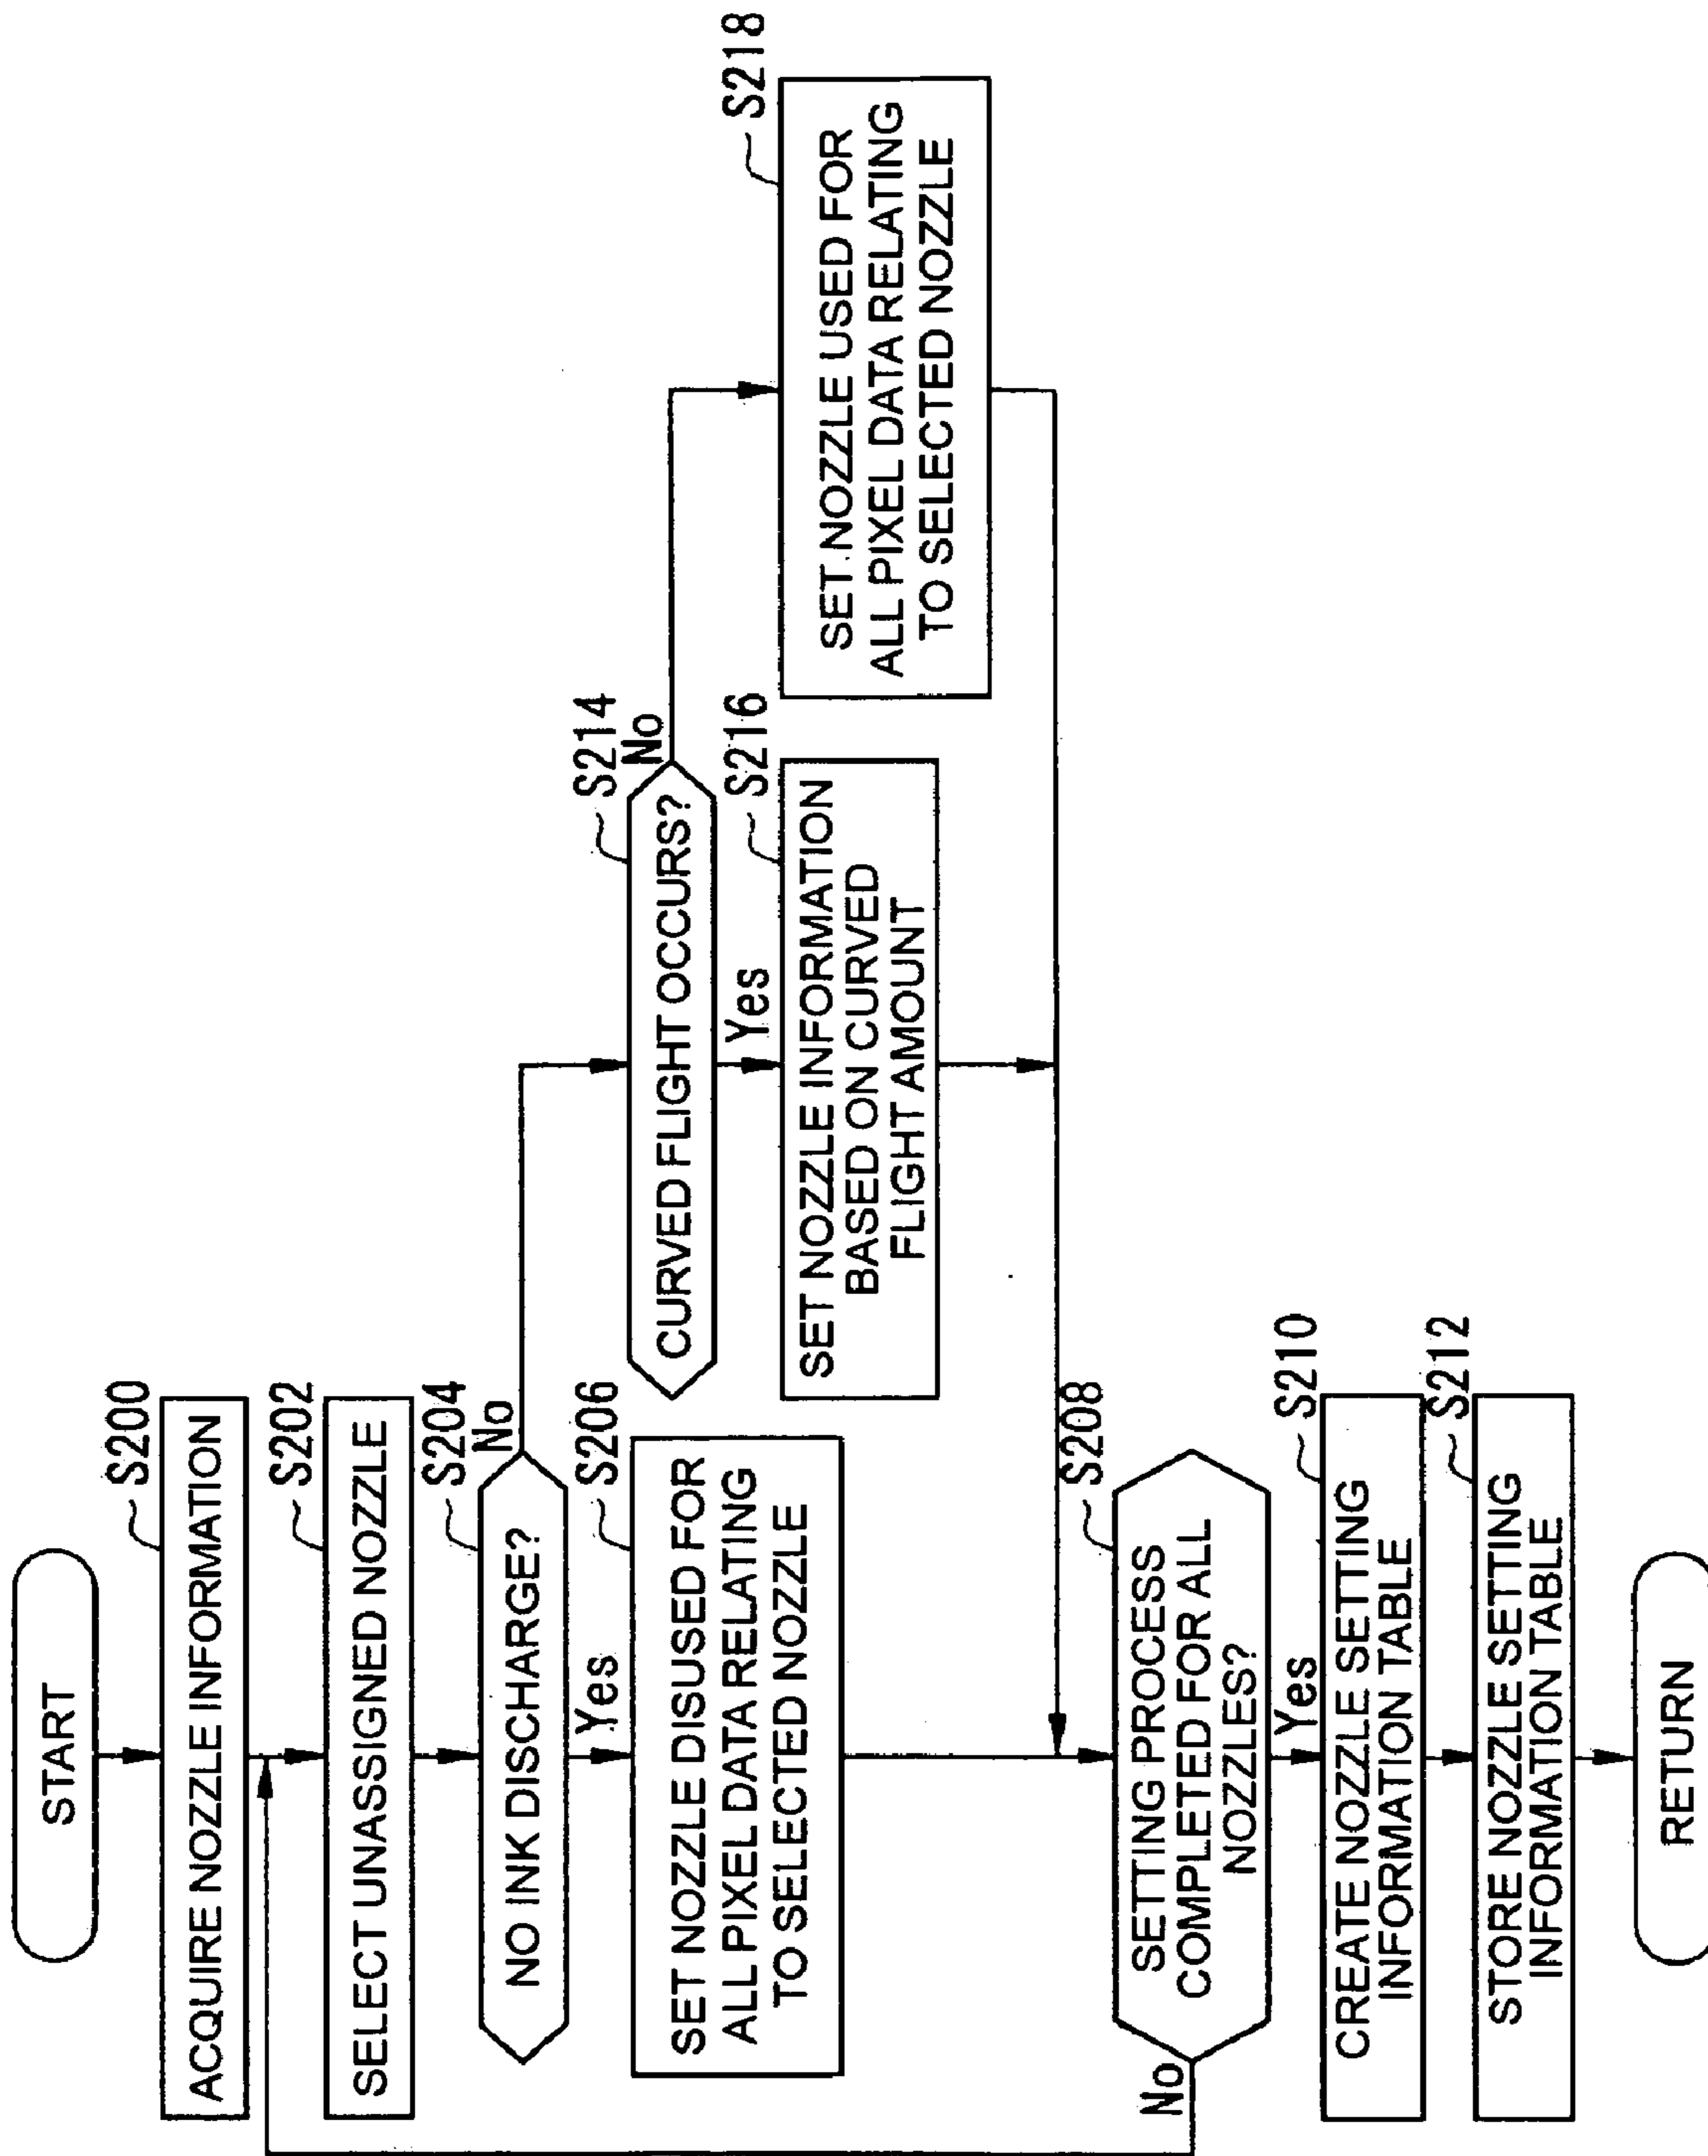 START
S200
ACQUIRE NOZZLE INFORMATION
S202
SELECT UNASSIGNED NOZZLE
S204
NO INK DISCHARGE?
No
Yes
S206
SET NOZZLE DISUSED FOR
ALL PIXEL DATA RELATING
TO SELECTED NOZZLE
S214
CURVED FLIGHT OCCURS?
No
Yes
S216
SET NOZZLE INFORMATION
BASED ON CURVED
FLIGHT AMOUNT
S218
SET NOZZLE USED FOR
ALL PIXEL DATA RELATING
TO SELECTED NOZZLE
S208
SETTING PROCESS
COMPLETED FOR ALL
NOZZLES?
No
Yes
S210
CREATE NOZZLE SETTING
INFORMATION TABLE
S212
STORE NOZZLE SETTING
INFORMATION TABLE
RETURN